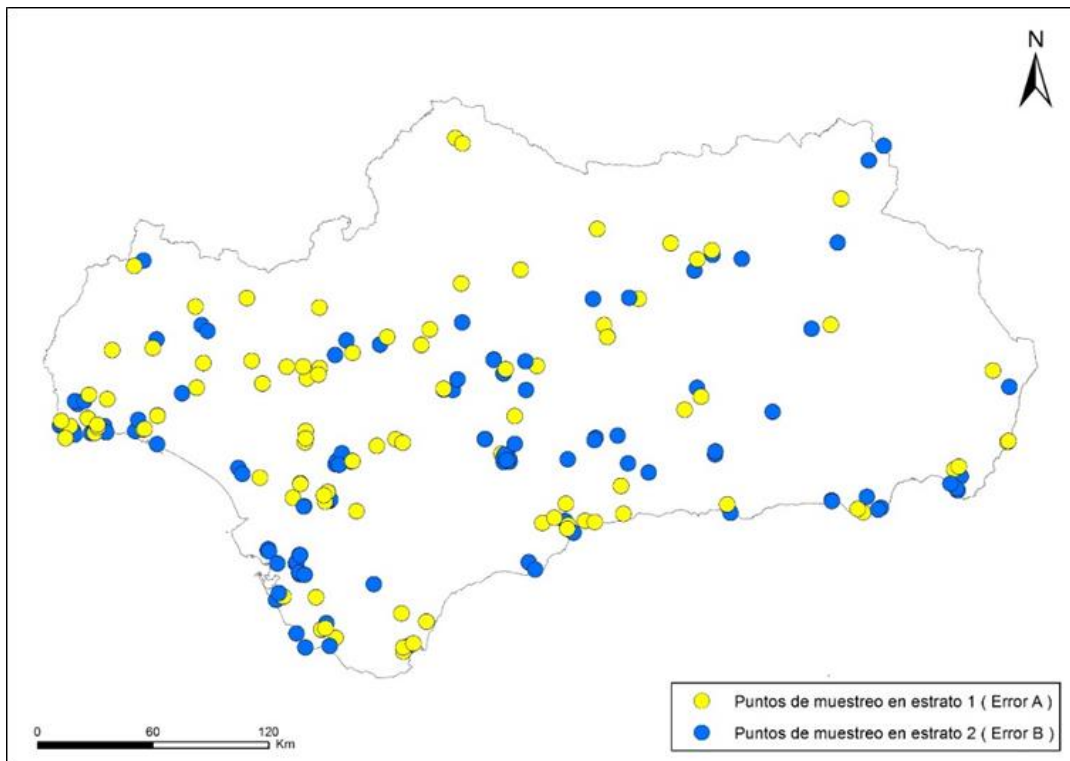 N
Puntos de muestreo en estrato 1 ( Error A )
Puntos de muestreo en estrato 2 ( Error B )
0 60 120
Km